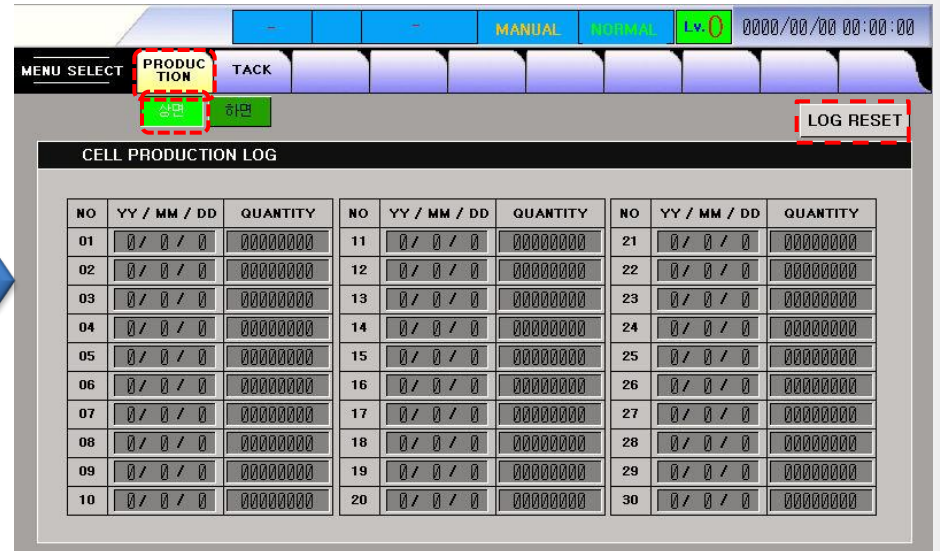 - - MANUAL NORMAL Lv.0 0000/00/00 00:00:00
MENU SELECT PRODUC TION TACK
상면 하면 LOG RESET
CELL PRODUCTION LOG
NO YY / MM / DD QUANTITY NO YY / MM / DD QUANTITY NO YY / MM / DD QUANTITY
01 0/ 0/ 0 00000000 11 0/ 0/ 0 00000000 21 0/ 0/ 0 00000000
02 0/ 0/ 0 00000000 12 0/ 0/ 0 00000000 22 0/ 0/ 0 00000000
03 0/ 0/ 0 00000000 13 0/ 0/ 0 00000000 23 0/ 0/ 0 00000000
04 0/ 0/ 0 00000000 14 0/ 0/ 0 00000000 24 0/ 0/ 0 00000000
05 0/ 0/ 0 00000000 15 0/ 0/ 0 00000000 25 0/ 0/ 0 00000000
06 0/ 0/ 0 00000000 16 0/ 0/ 0 00000000 26 0/ 0/ 0 00000000
07 0/ 0/ 0 00000000 17 0/ 0/ 0 00000000 27 0/ 0/ 0 00000000
08 0/ 0/ 0 00000000 18 0/ 0/ 0 00000000 28 0/ 0/ 0 00000000
09 0/ 0/ 0 00000000 19 0/ 0/ 0 00000000 29 0/ 0/ 0 00000000
10 0/ 0/ 0 00000000 20 0/ 0/ 0 00000000 30 0/ 0/ 0 00000000